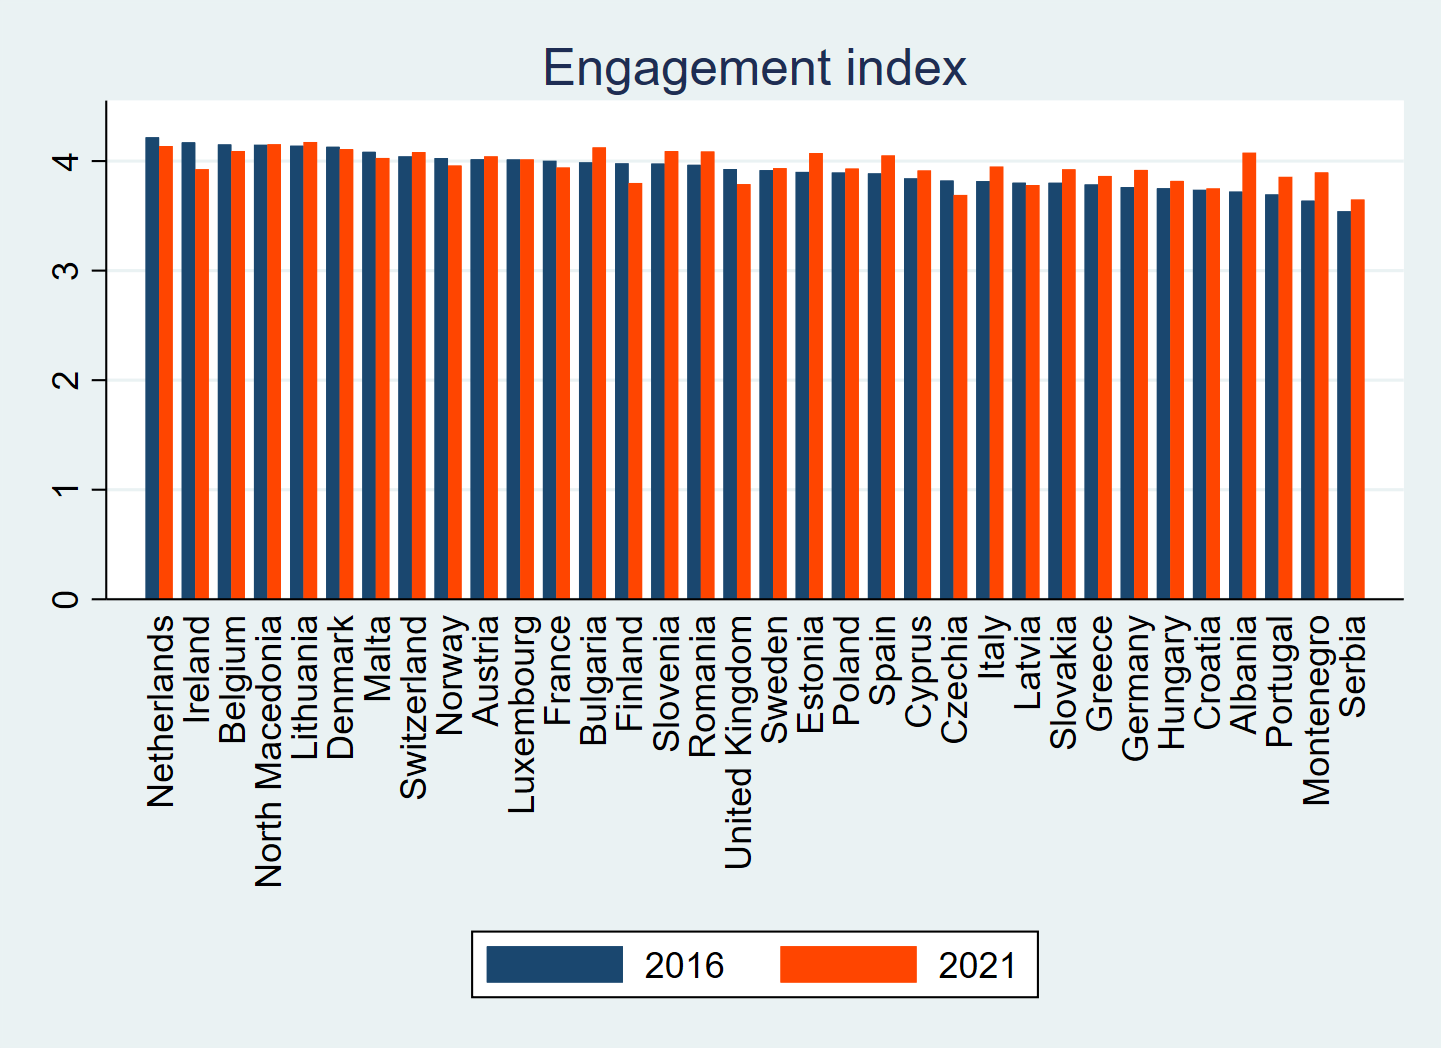 Engagement index
4
3
2
1
0
Netherlands
Ireland
Belgium
North Macedonia
Lithuania
Denmark
Malta
Switzerland
Norway
Austria
Luxembourg
France
Bulgaria
Finland
Slovenia
Romania
United Kingdom
Sweden
Estonia
Poland
Spain
Cyprus
Czechia
Italy
Latvia
Slovakia
Greece
Germany
Hungary
Croatia
Albania
Portugal
Montenegro
Serbia
2016 2021